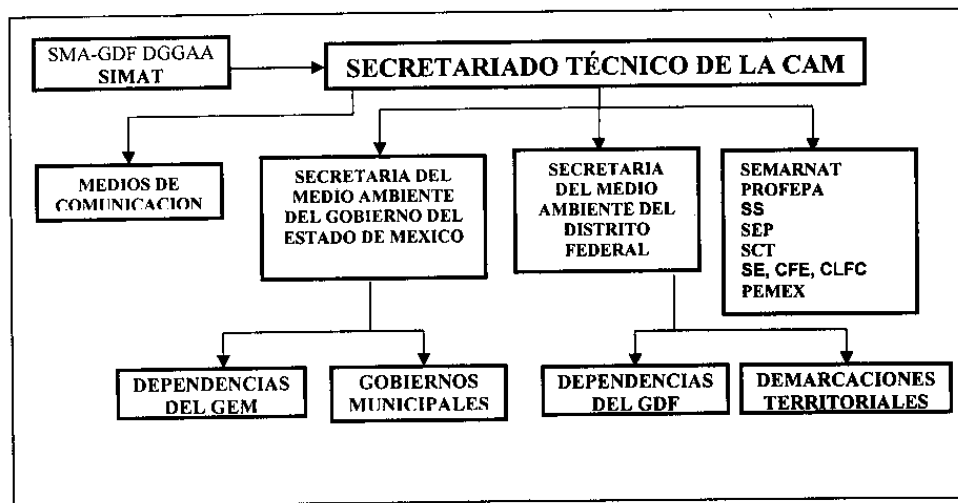 SMA-GDF DGGAA
SIMAT
SECRETARIADO TÉCNICO DE LA CAM
MEDIOS DE
COMUNICACION
SECRETARIA DEL
MEDIO AMBIENTE
DEL GOBIERNO DEL
ESTADO DE MEXICO
SECRETARIA
DEL MEDIO
AMBIENTE DEL
DISTRITO
FEDERAL
SEMARNAT
PROFEPA
SS
SEP
SCT
SE, CFE, CLFC
PEMEX
DEPENDENCIAS
DEL GEM
GOBIERNOS
MUNICIPALES
DEPENDENCIAS
DEL GDF
DEMARCACIONES
TERRITORIALES